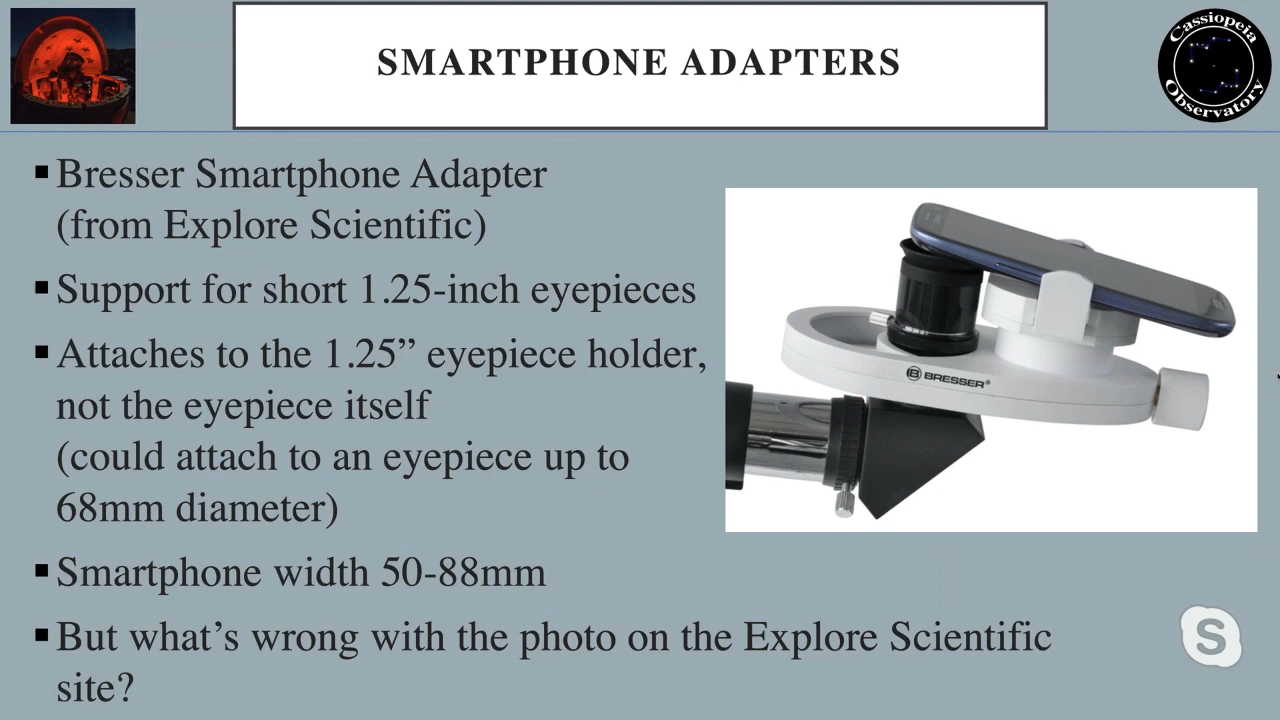 SMARTPHONE ADAPTERS
Cassiopeia
Observatory
▪ Bresser Smartphone Adapter
(from Explore Scientific)
▪ Support for short 1.25-inch eyepieces
▪ Attaches to the 1.25” eyepiece holder,
not the eyepiece itself
(could attach to an eyepiece up to
68mm diameter)
▪ Smartphone width 50-88mm
▪ But what’s wrong with the photo on the Explore Scientific
site?
B BRESSER®
S